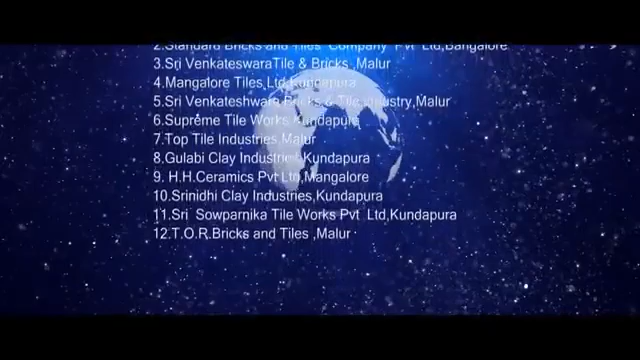 2.Standard Bricks and Tiles Company Pvt Ltd,Bangalore
3.Sri VenkateswaraTile & Bricks ,Malur
4.Mangalore Tiles Ltd,Kundapura
5.Sri Venkateshwara Bricks & Tile industry,Malur
6.Supreme Tile Works,Kundapura
7.Top Tile Industries,Malur
8.Gulabi Clay Industries,Kundapura
9. H.H.Ceramics Pvt Ltd,Mangalore
10.Srinidhi Clay Industries,Kundapura
11.Sri Sowparnika Tile Works Pvt Ltd,Kundapura
12.T.O.R.Bricks and Tiles ,Malur